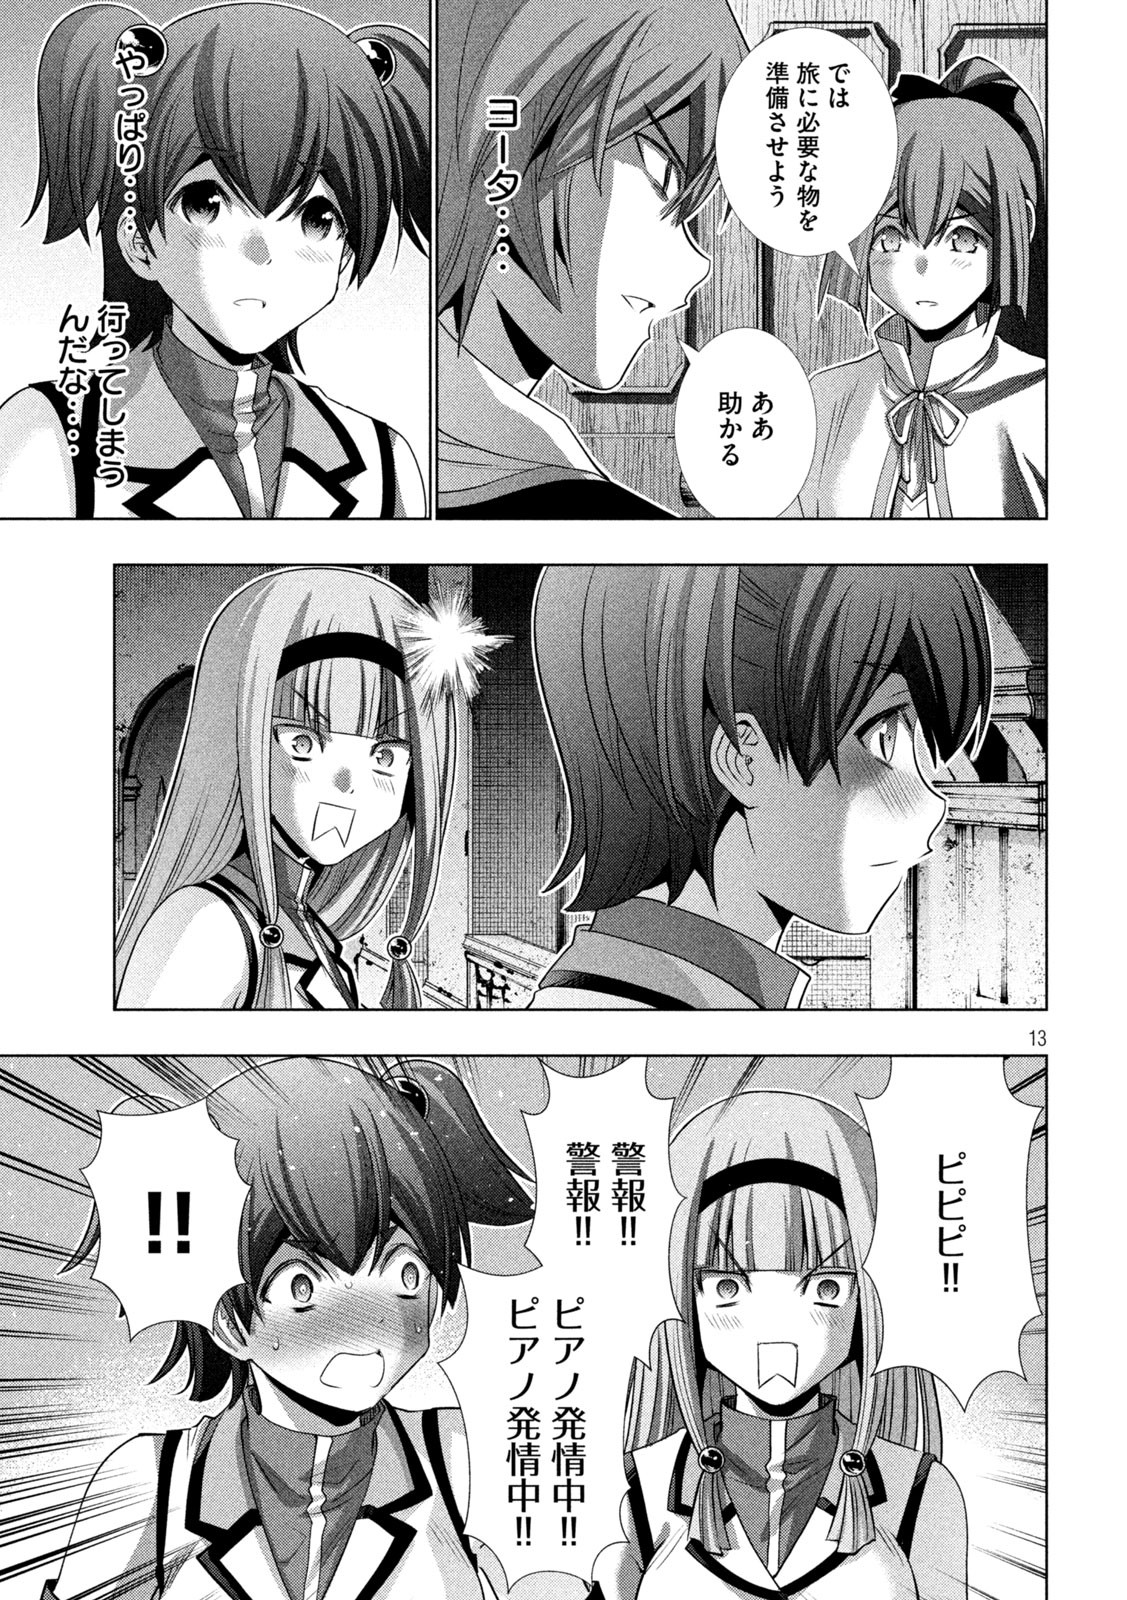 では
旅に必要な物を
準備させよう
ああ
助かる
ヨータ‥‥
やっぱり‥‥
行ってしまう
んだな‥‥
13
ピピピ!!
警報!!
警報!!
ピアノ発情中!!
ピアノ発情中!!
!!